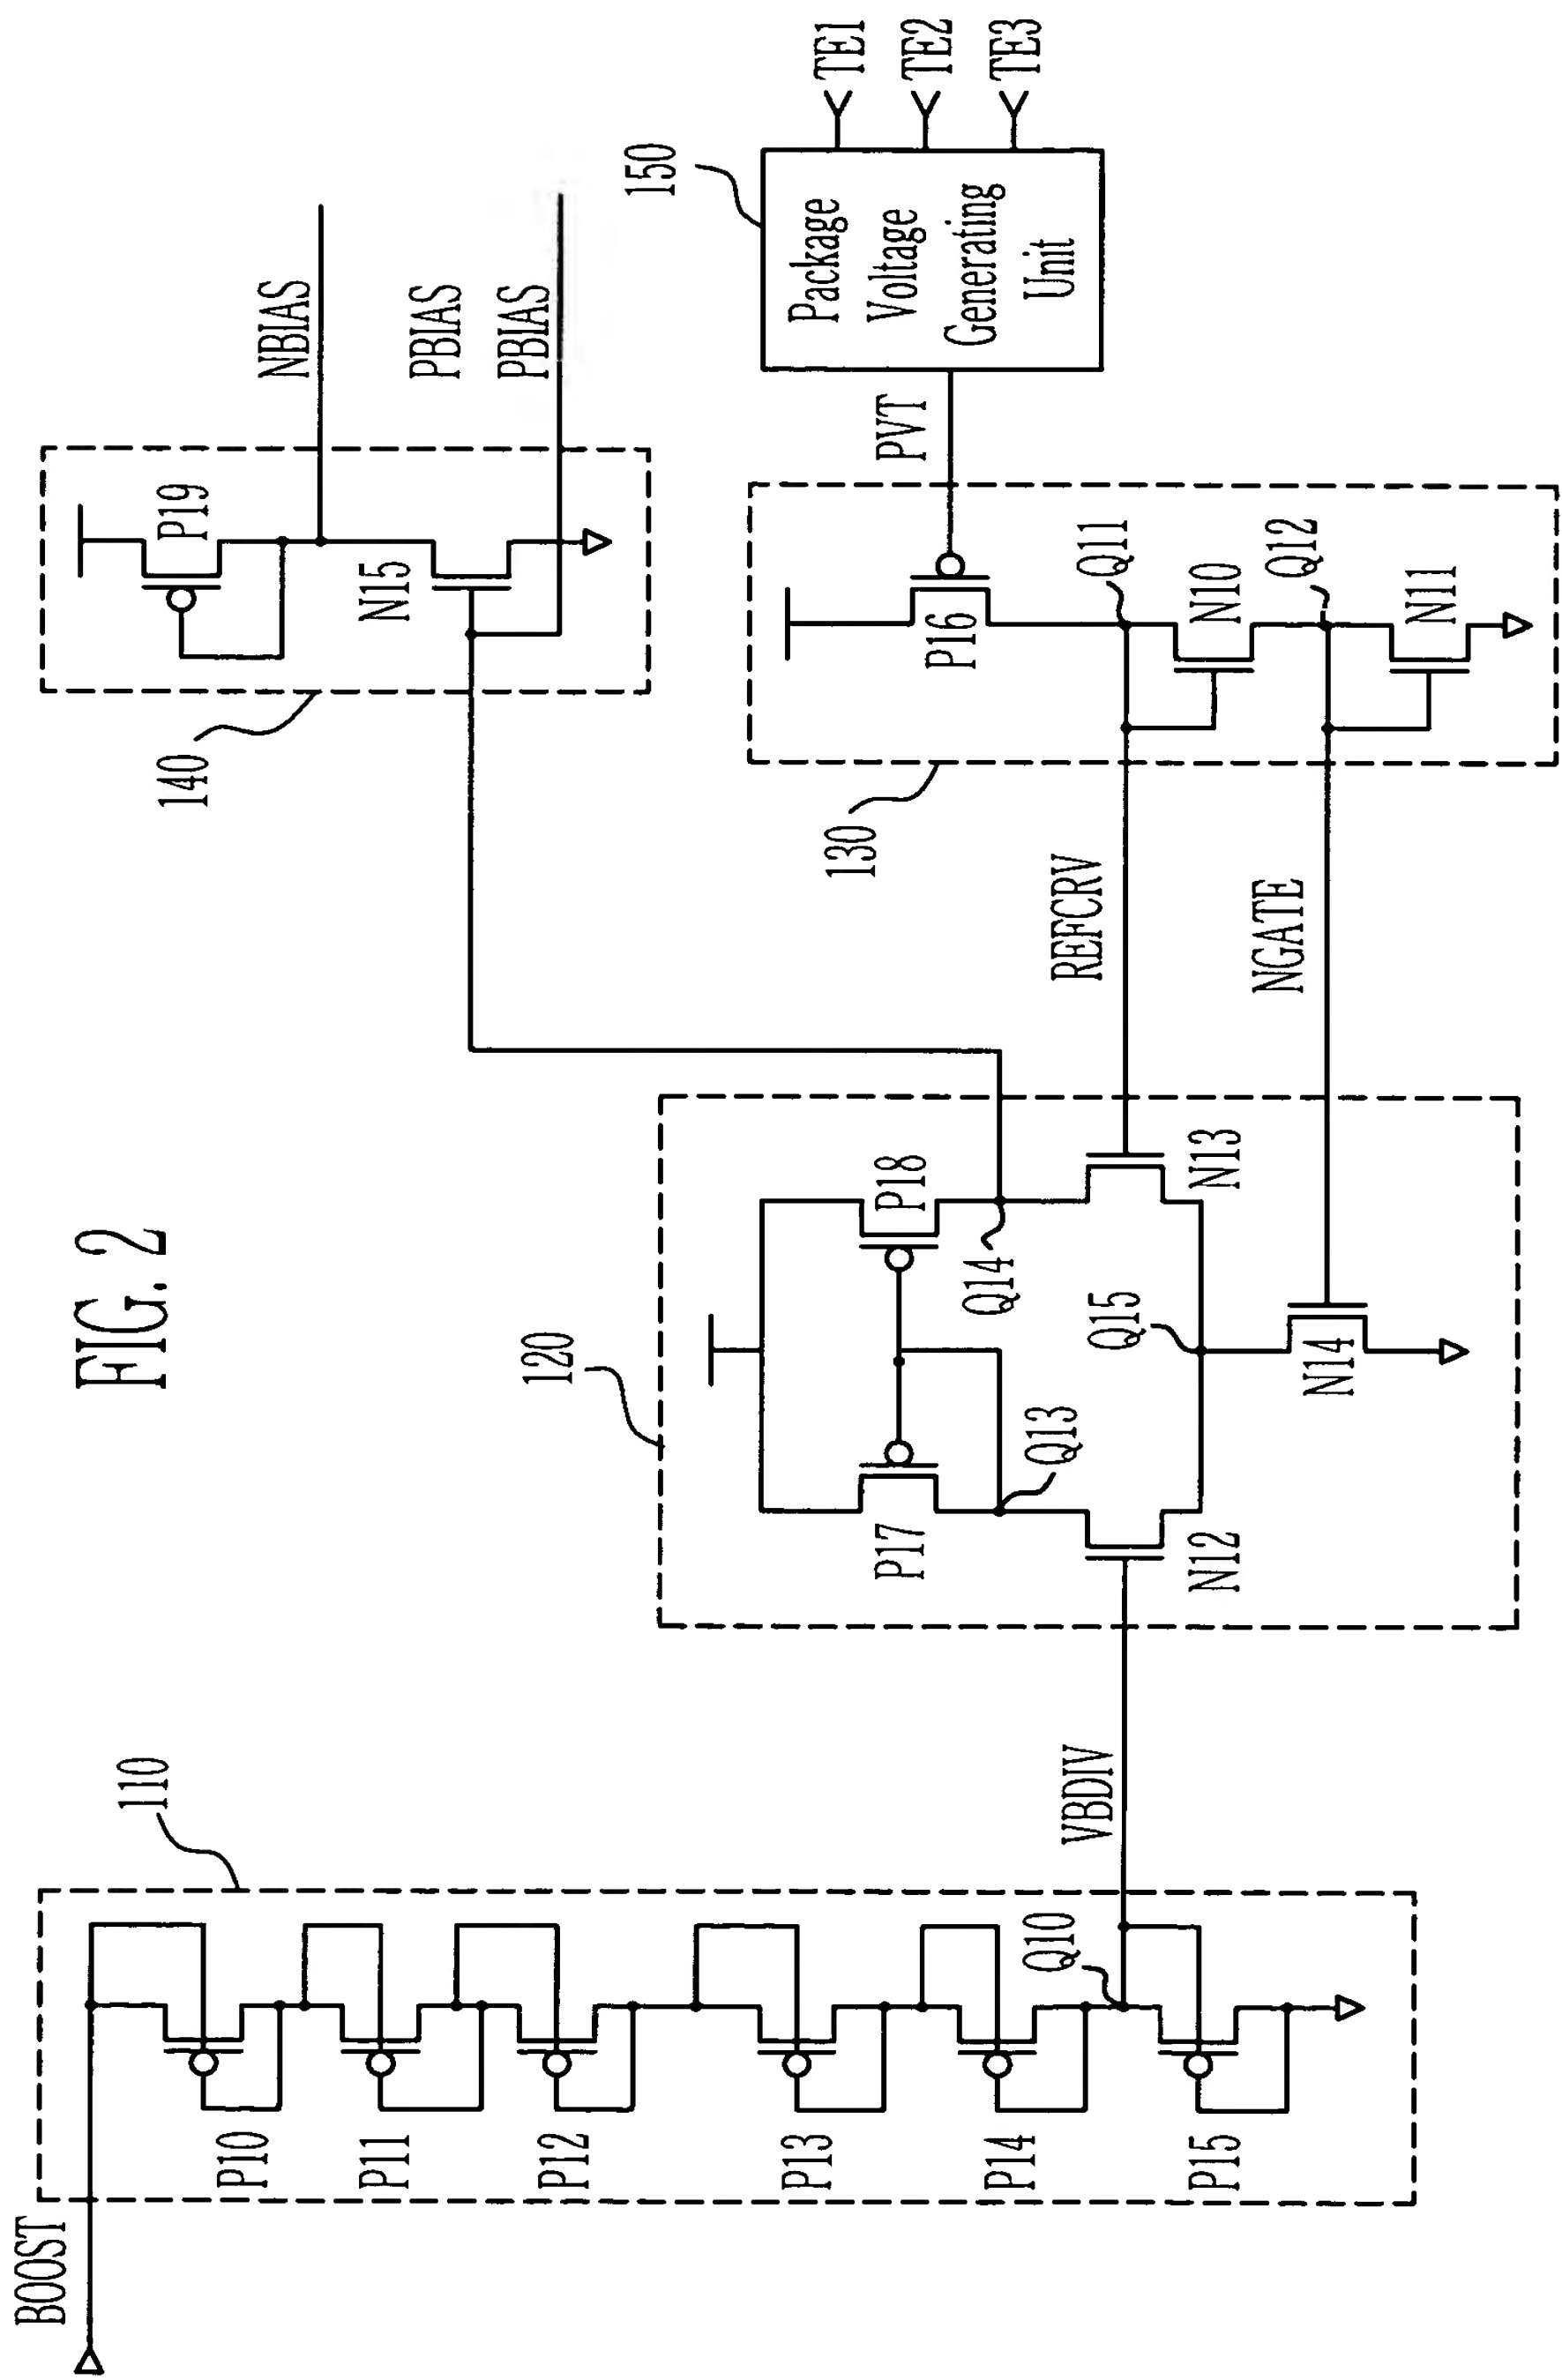 FIG. 2
BOOST
110
P10
P11
P12
P13
P14
P15
Q10
VBDIV
120
P17
P18
Q13
Q14
N12
N13
Q15
N14
140
P19
N15
NBIAS
PBIAS
PBIAS
130
REFCRV
NGATE
P16
Q11
N10
Q12
N11
PVT
150
Package
Voltage
Generating
Unit
TE1
TE2
TE3